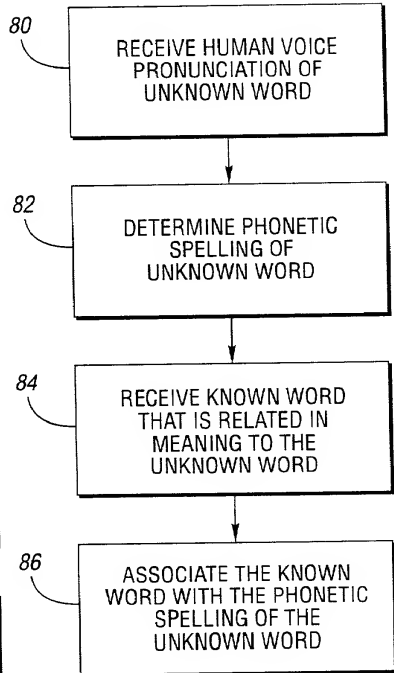 80
RECEIVE HUMAN VOICE
PRONUNCIATION OF
UNKNOWN WORD
82
DETERMINE PHONETIC
SPELLING OF
UNKNOWN WORD
84
RECEIVE KNOWN WORD
THAT IS RELATED IN
MEANING TO THE
UNKNOWN WORD
86
ASSOCIATE THE KNOWN
WORD WITH THE PHONETIC
SPELLING OF THE
UNKNOWN WORD